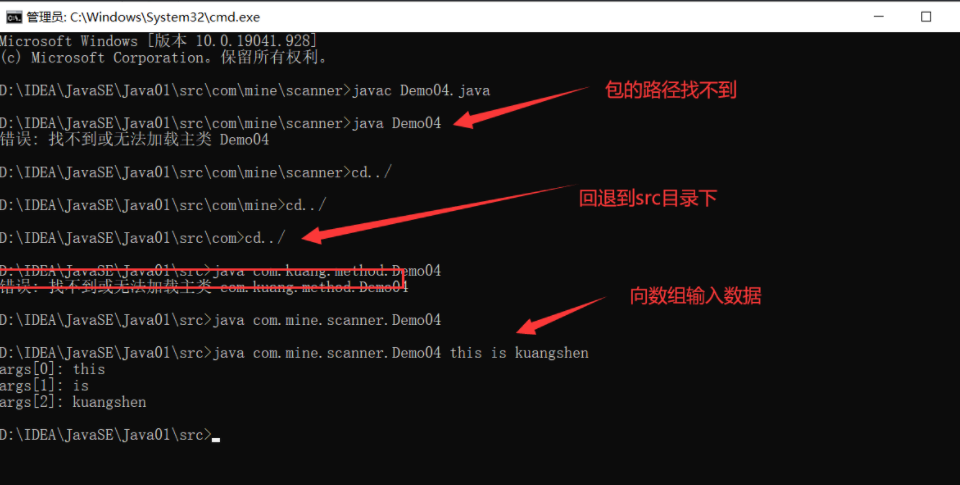 管理员: C:\Windows\System32\cmd.exe
Microsoft Windows [版本 10.0.19041.928]
(c) Microsoft Corporation。保留所有权利。
D:\IDEA\JavaSE\Java01\src\com\mine\scanner>javac Demo04.java
包的路径找不到
D:\IDEA\JavaSE\Java01\src\com\mine\scanner>java Demo04
错误: 找不到或无法加载主类 Demo04
D:\IDEA\JavaSE\Java01\src\com\mine\scanner>cd../
回退到src目录下
D:\IDEA\JavaSE\Java01\src\com\mine>cd../
D:\IDEA\JavaSE\Java01\src\com>cd../
D:\IDEA\JavaSE\Java01\src>java com.kuang.method.Demo04
错误: 找不到或无法加载主类 com.kuang.method.Demo04
向数组输入数据
D:\IDEA\JavaSE\Java01\src>java com.mine.scanner.Demo04
D:\IDEA\JavaSE\Java01\src>java com.mine.scanner.Demo04 this is kuangshen
args[0]: this
args[1]: is
args[2]: kuangshen
D:\IDEA\JavaSE\Java01\src>